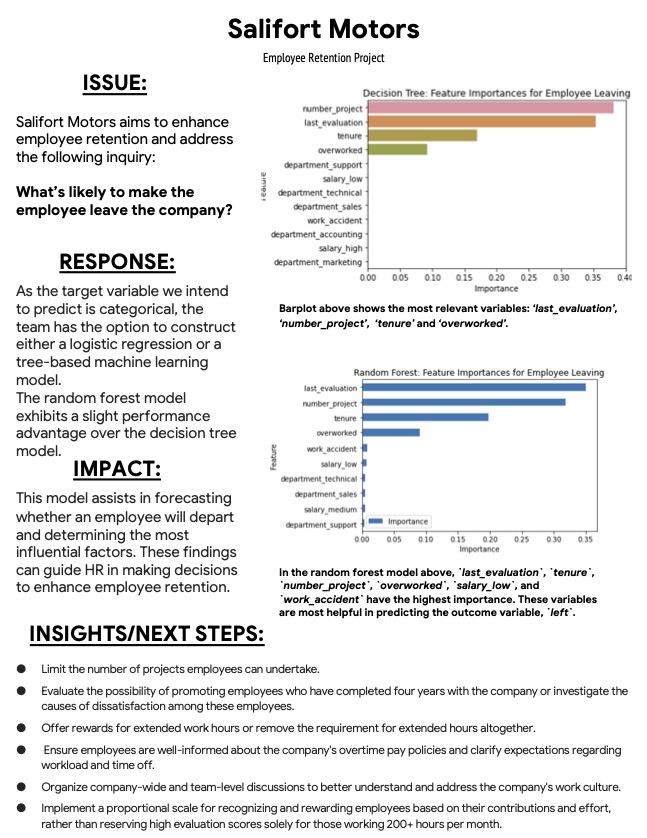 Salifort Motors
Employee Retention Project
ISSUE:
Salifort Motors aims to enhance
employee retention and address
the following inquiry:
What's likely to make the
employee leave the company?
RESPONSE:
As the target variable we intend
to predict is categorical, the
team has the option to construct
either a logistic regression or a
tree-based machine learning
model.
The random forest model
exhibits a slight performance
advantage over the decision tree
model.
IMPACT:
This model assists in forecasting
whether an employee will depart
and determining the most
influential factors. These findings
can guide HR in making decisions
to enhance employee retention.
Decision Tree: Feature Importances for Employee Leaving
number_project
last_evaluation
tenure
overworked
department_support
salary_low
department_technical
department_sales
work_accident
department_accounting
salary_high
department_marketing
0.00 0.05 0.10 0.15 0.20 0.25 0.30 0.35 0.40
Importance
Barplot above shows the most relevant variables: 'last_evaluation',
'number_project', 'tenure' and 'overworked'.
Random Forest: Feature Importances for Employee Leaving
Feature
last_evaluation
number_project
tenure
overworked
work_accident
salary_low
department_technical
department_sales
salary_medium
department_support
Importance
0.00 0.05 0.10 0.15 0.20 0.25 0.30 0.35
Importance
In the random forest model above, `last_evaluation`, `tenure`,
`number_project`, `overworked`, `salary_low`, and
`work_accident` have the highest importance. These variables
are most helpful in predicting the outcome variable, `left`.
INSIGHTS/NEXT STEPS:
● Limit the number of projects employees can undertake.
● Evaluate the possibility of promoting employees who have completed four years with the company or investigate the
causes of dissatisfaction among these employees.
● Offer rewards for extended work hours or remove the requirement for extended hours altogether.
● Ensure employees are well-informed about the company's overtime pay policies and clarify expectations regarding
workload and time off.
● Organize company-wide and team-level discussions to better understand and address the company's work culture.
● Implement a proportional scale for recognizing and rewarding employees based on their contributions and effort,
rather than reserving high evaluation scores solely for those working 200+ hours per month.